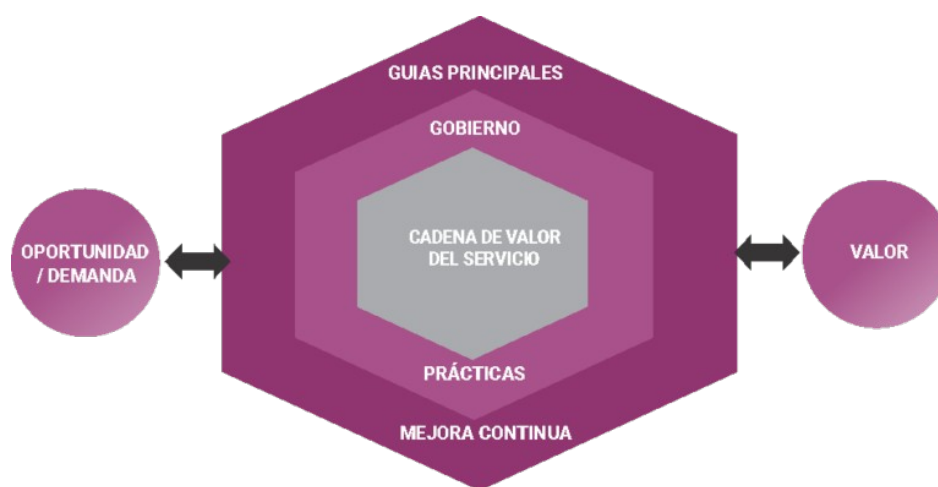 GUIAS PRINCIPALES
GOBIERNO
OPORTUNIDAD
/ DEMANDA
CADENA DE VALOR
DEL SERVICIO
VALOR
PRÁCTICAS
MEJORA CONTINUA